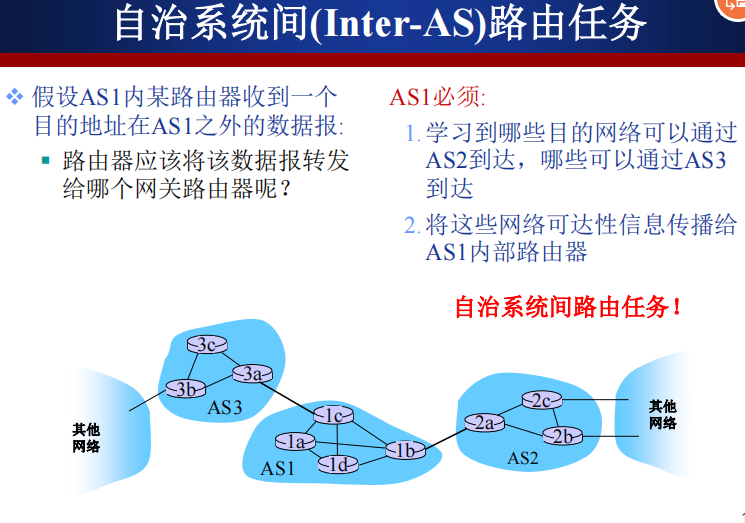 自治系统间(Inter-AS)路由任务
假设AS1内某路由器收到一个
目的地址在AS1之外的数据报:
路由器应该将该数据报转发
给哪个网关路由器呢？
AS1必须:
1. 学习到哪些目的网络可以通过
AS2到达，哪些可以通过AS3
到达
2. 将这些网络可达性信息传播给
AS1内部路由器
自治系统间路由任务！
3c
3a
3b
AS3
其他
网络
1c
1a
1d
1b
AS1
2c
2a
2b
AS2
其他
网络